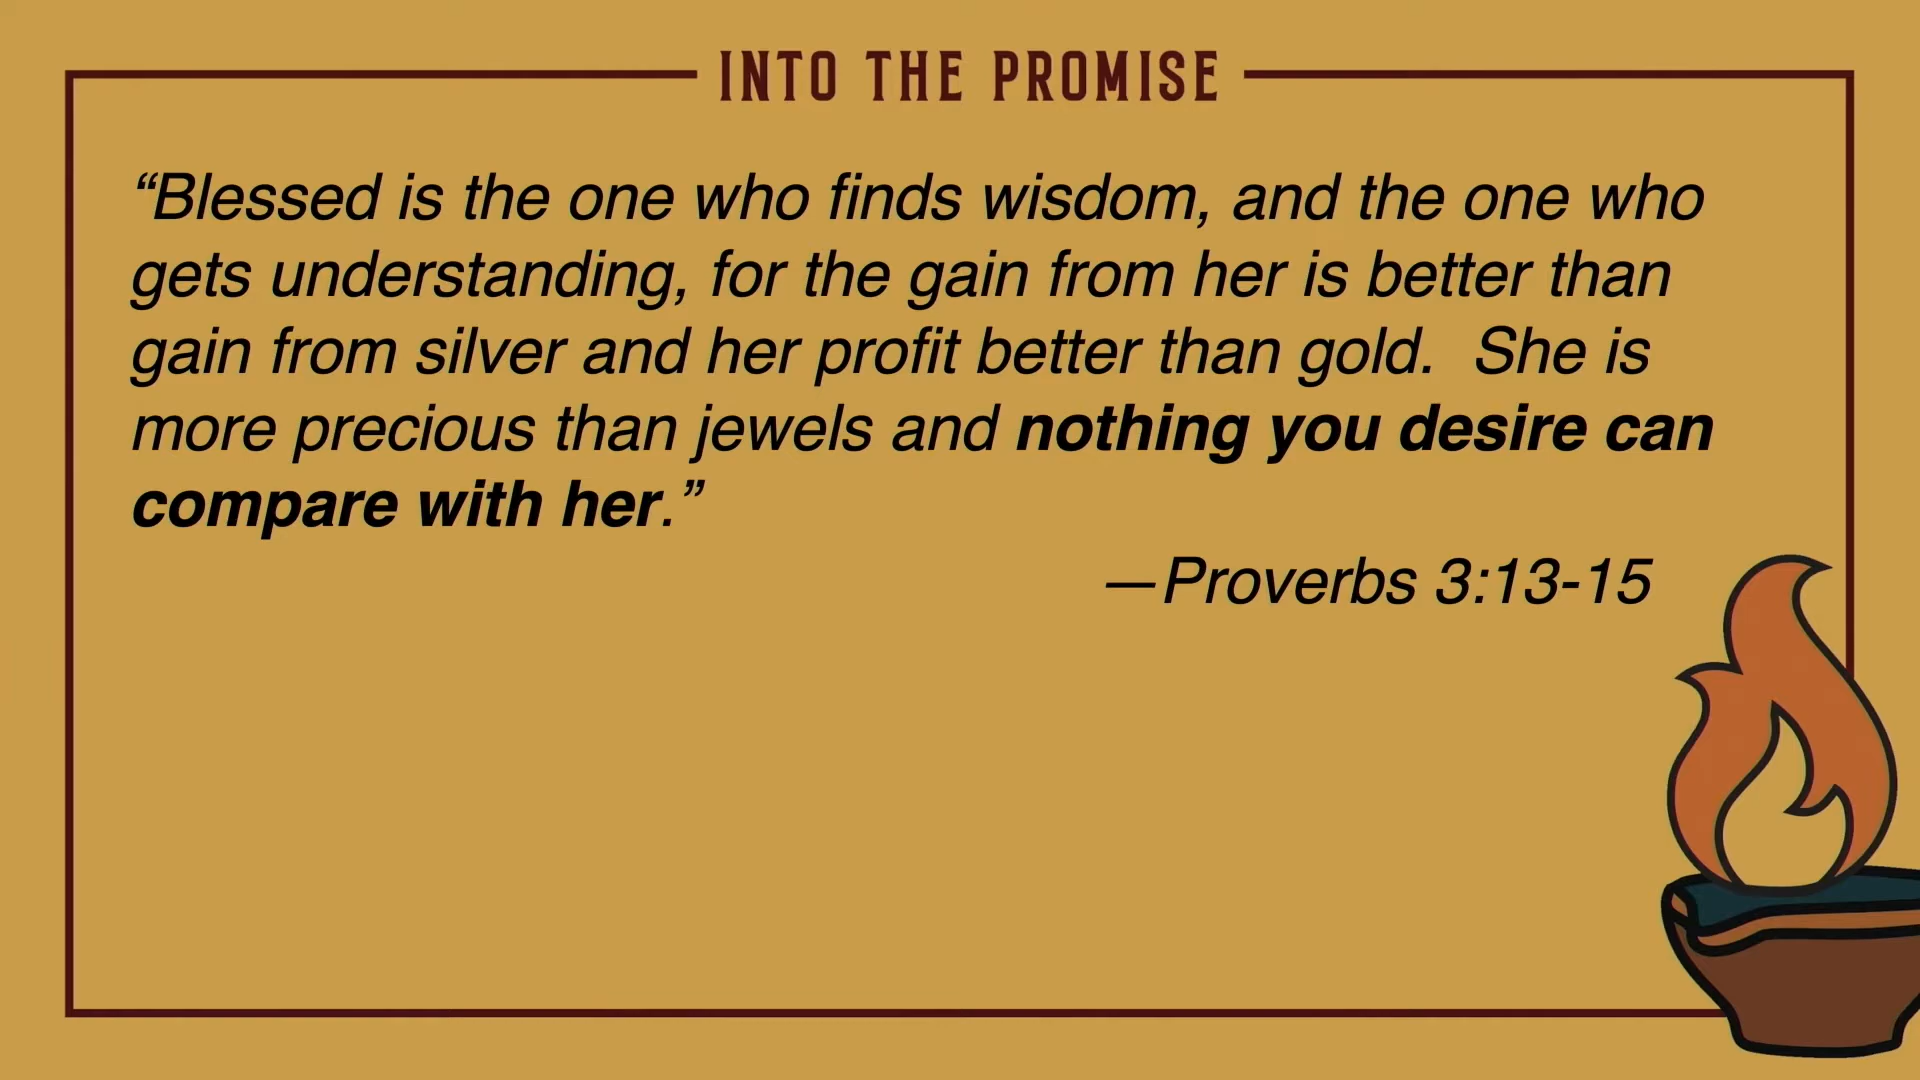 INTO THE PROMISE
“Blessed is the one who finds wisdom, and the one who
gets understanding, for the gain from her is better than
gain from silver and her profit better than gold.  She is
more precious than jewels and nothing you desire can
compare with her.”
—Proverbs 3:13-15